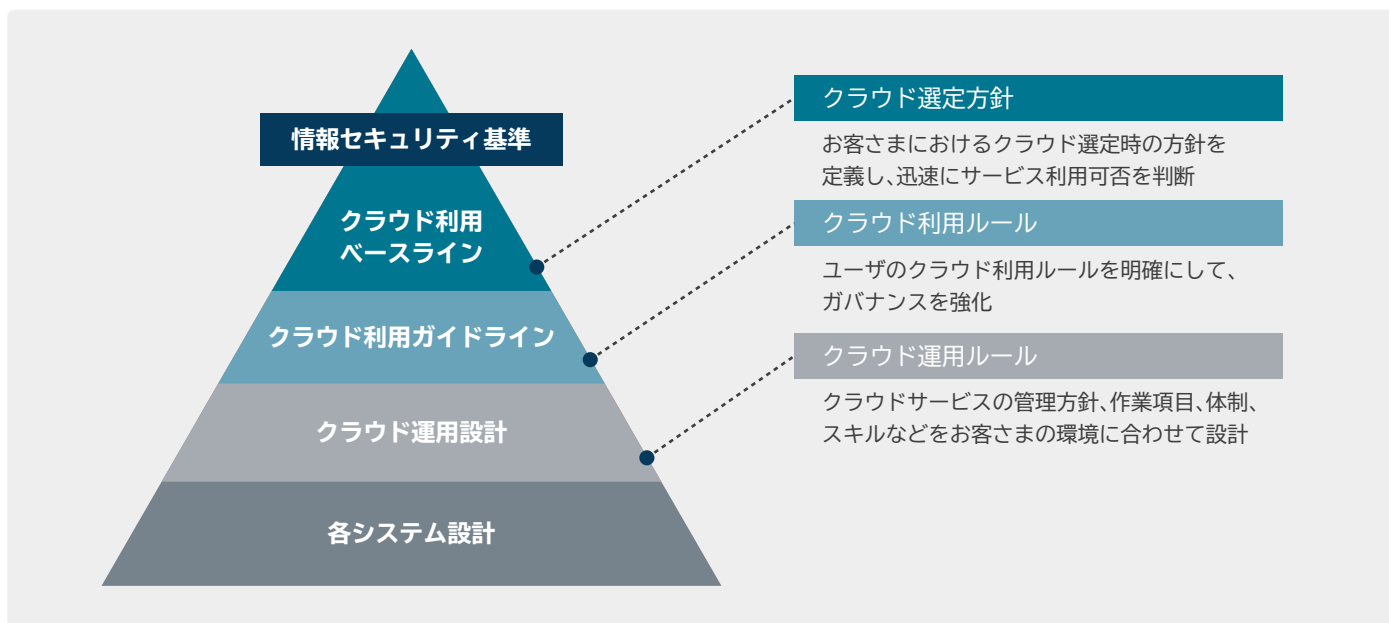 情報セキュリティ基準
クラウド利用
ベースライン
クラウド利用ガイドライン
クラウド運用設計
各システム設計
クラウド選定方針
お客さまにおけるクラウド選定時の方針を
定義し、迅速にサービス利用可否を判断
クラウド利用ルール
ユーザのクラウド利用ルールを明確にして、
ガバナンスを強化
クラウド運用ルール
クラウドサービスの管理方針、作業項目、体制、
スキルなどをお客さまの環境に合わせて設計